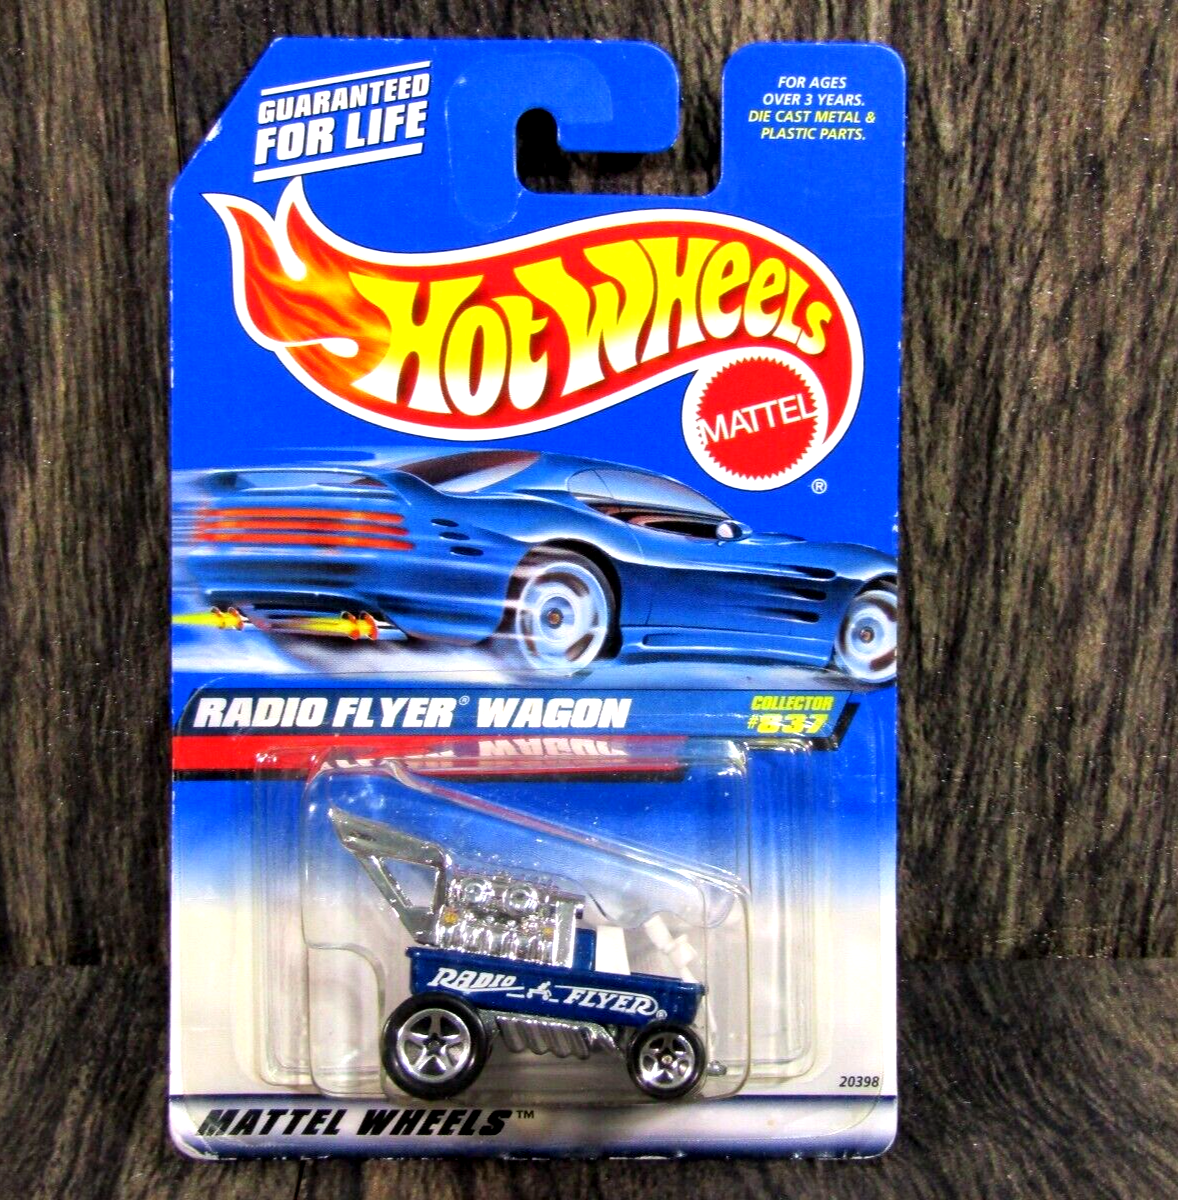 GUARANTEED
FOR LIFE
FOR AGES
OVER 3 YEARS.
DIE CAST METAL &
PLASTIC PARTS.
HOT WHEELS
MATTEL
®
RADIO FLYER® WAGON
COLLECTOR
#837
RADIO FLYER®
20398
MATTEL WHEELS™